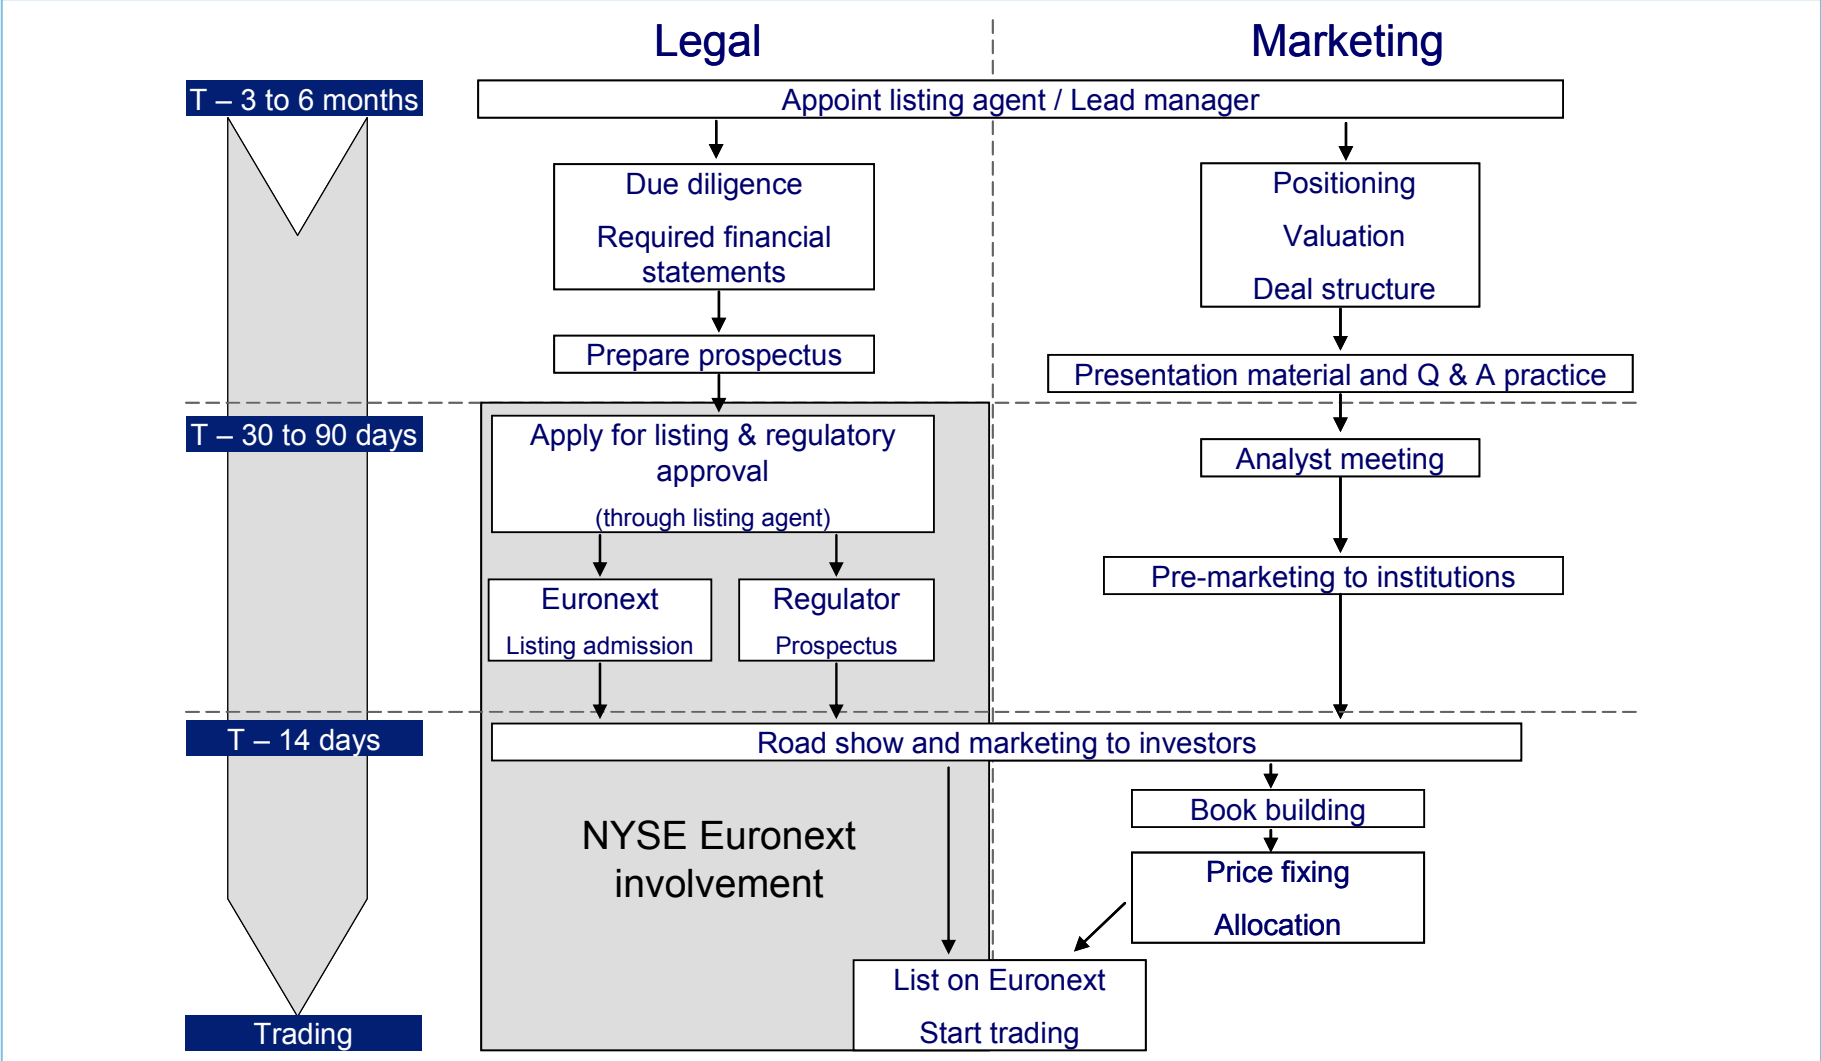 Legal
Marketing
T – 3 to 6 months
Appoint listing agent / Lead manager
Due diligence
Required financial
statements
Positioning
Valuation
Deal structure
Prepare prospectus
Presentation material and Q & A practice
T – 30 to 90 days
Apply for listing & regulatory
approval
(through listing agent)
Analyst meeting
Euronext
Listing admission
Regulator
Prospectus
Pre-marketing to institutions
T – 14 days
Road show and marketing to investors
NYSE Euronext
involvement
Book building
Price fixing
Allocation
List on Euronext
Start trading
Trading